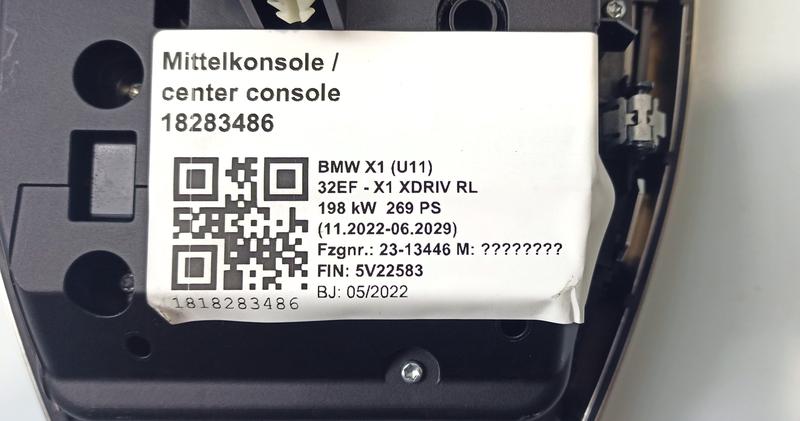 Mittelkonsole /
center console
18283486
BMW X1 (U11)
32EF - X1 XDRIV RL
198 kW 269 PS
(11.2022-06.2029)
Fzgnr.: 23-13446 M: ????????
FIN: 5V22583
BJ: 05/2022
1818283486